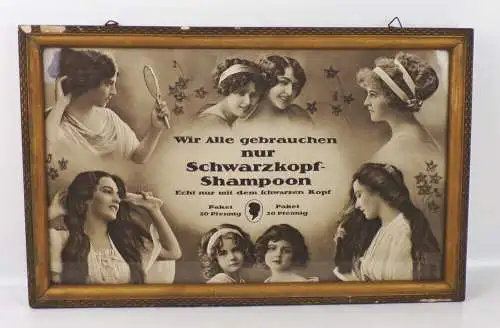 Wir Alle gebrauchen
nur
Schwarzkopf-
Shampoon
Echt nur mit dem schwarzen Kopf
Paket Paket
20 Pfennig 20 Pfennig